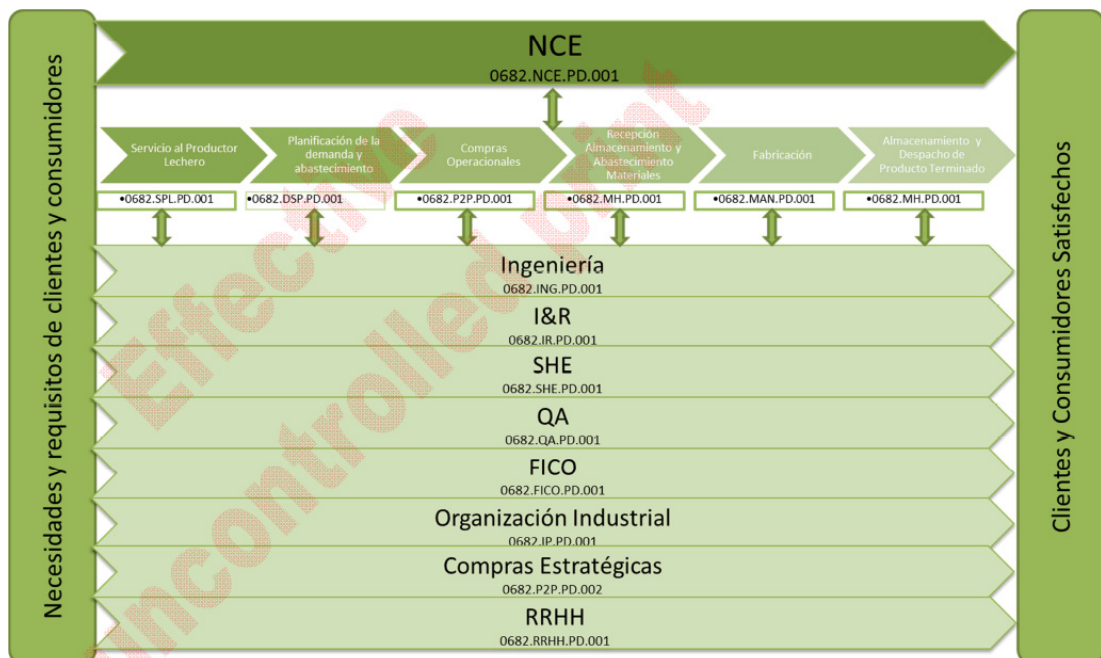 Necesidades y requisitos de clientes y consumidores
NCE
0682.NCE.PD.001
Servicio al Productor
Lechero
•0682.SPL.PD.001
Planificación de la
demanda y
abastecimiento
•0682.DSP.PD.001
Compras
Operacionales
•0682.P2P.PD.001
Recepción
Almacenamiento y
Abastecimiento
Materiales
•0682.MH.PD.001
Fabricación
•0682.MAN.PD.001
Almacenamiento y
Despacho de
Producto Terminado
•0682.MH.PD.001
Ingeniería
0682.ING.PD.001
I&R
0682.IR.PD.001
SHE
0682.SHE.PD.001
QA
0682.QA.PD.001
FICO
0682.FICO.PD.001
Organización Industrial
0682.IP.PD.001
Compras Estratégicas
0682.P2P.PD.002
RRHH
0682.RRHH.PD.001
Clientes y Consumidores Satisfechos
Effective
Uncontrolled print